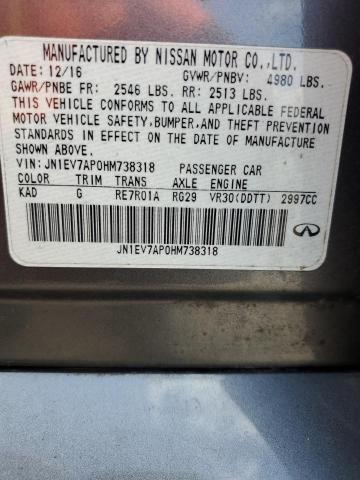 MANUFACTURED BY NISSAN MOTOR CO.,LTD.
DATE: 12/16 GVWR/PNBV: 4980 LBS.
GAWR/PNBE FR: 2546 LBS. RR: 2513 LBS.
THIS VEHICLE CONFORMS TO ALL APPLICABLE FEDERAL
MOTOR VEHICLE SAFETY,BUMPER,AND THEFT PREVENTION
STANDARDS IN EFFECT ON THE DATE OF MANUFACTURE
SHOWN ABOVE.
VIN: JN1EV7AP0HM738318 PASSENGER CAR
COLOR TRIM TRANS AXLE ENGINE
KAD G RE7R01A RG29 VR30(DDTT) 2997CC
JN1EV7AP0HM738318